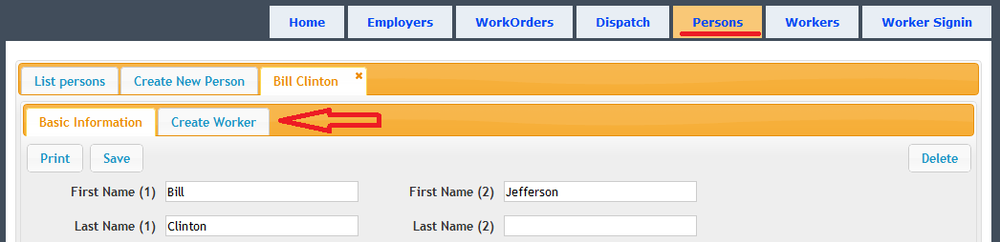 Home Employers WorkOrders Dispatch Persons Workers Worker Signin
List persons Create New Person Bill Clinton ×
Basic Information Create Worker
Print Save Delete
First Name (1) Bill First Name (2) Jefferson
Last Name (1) Clinton Last Name (2)